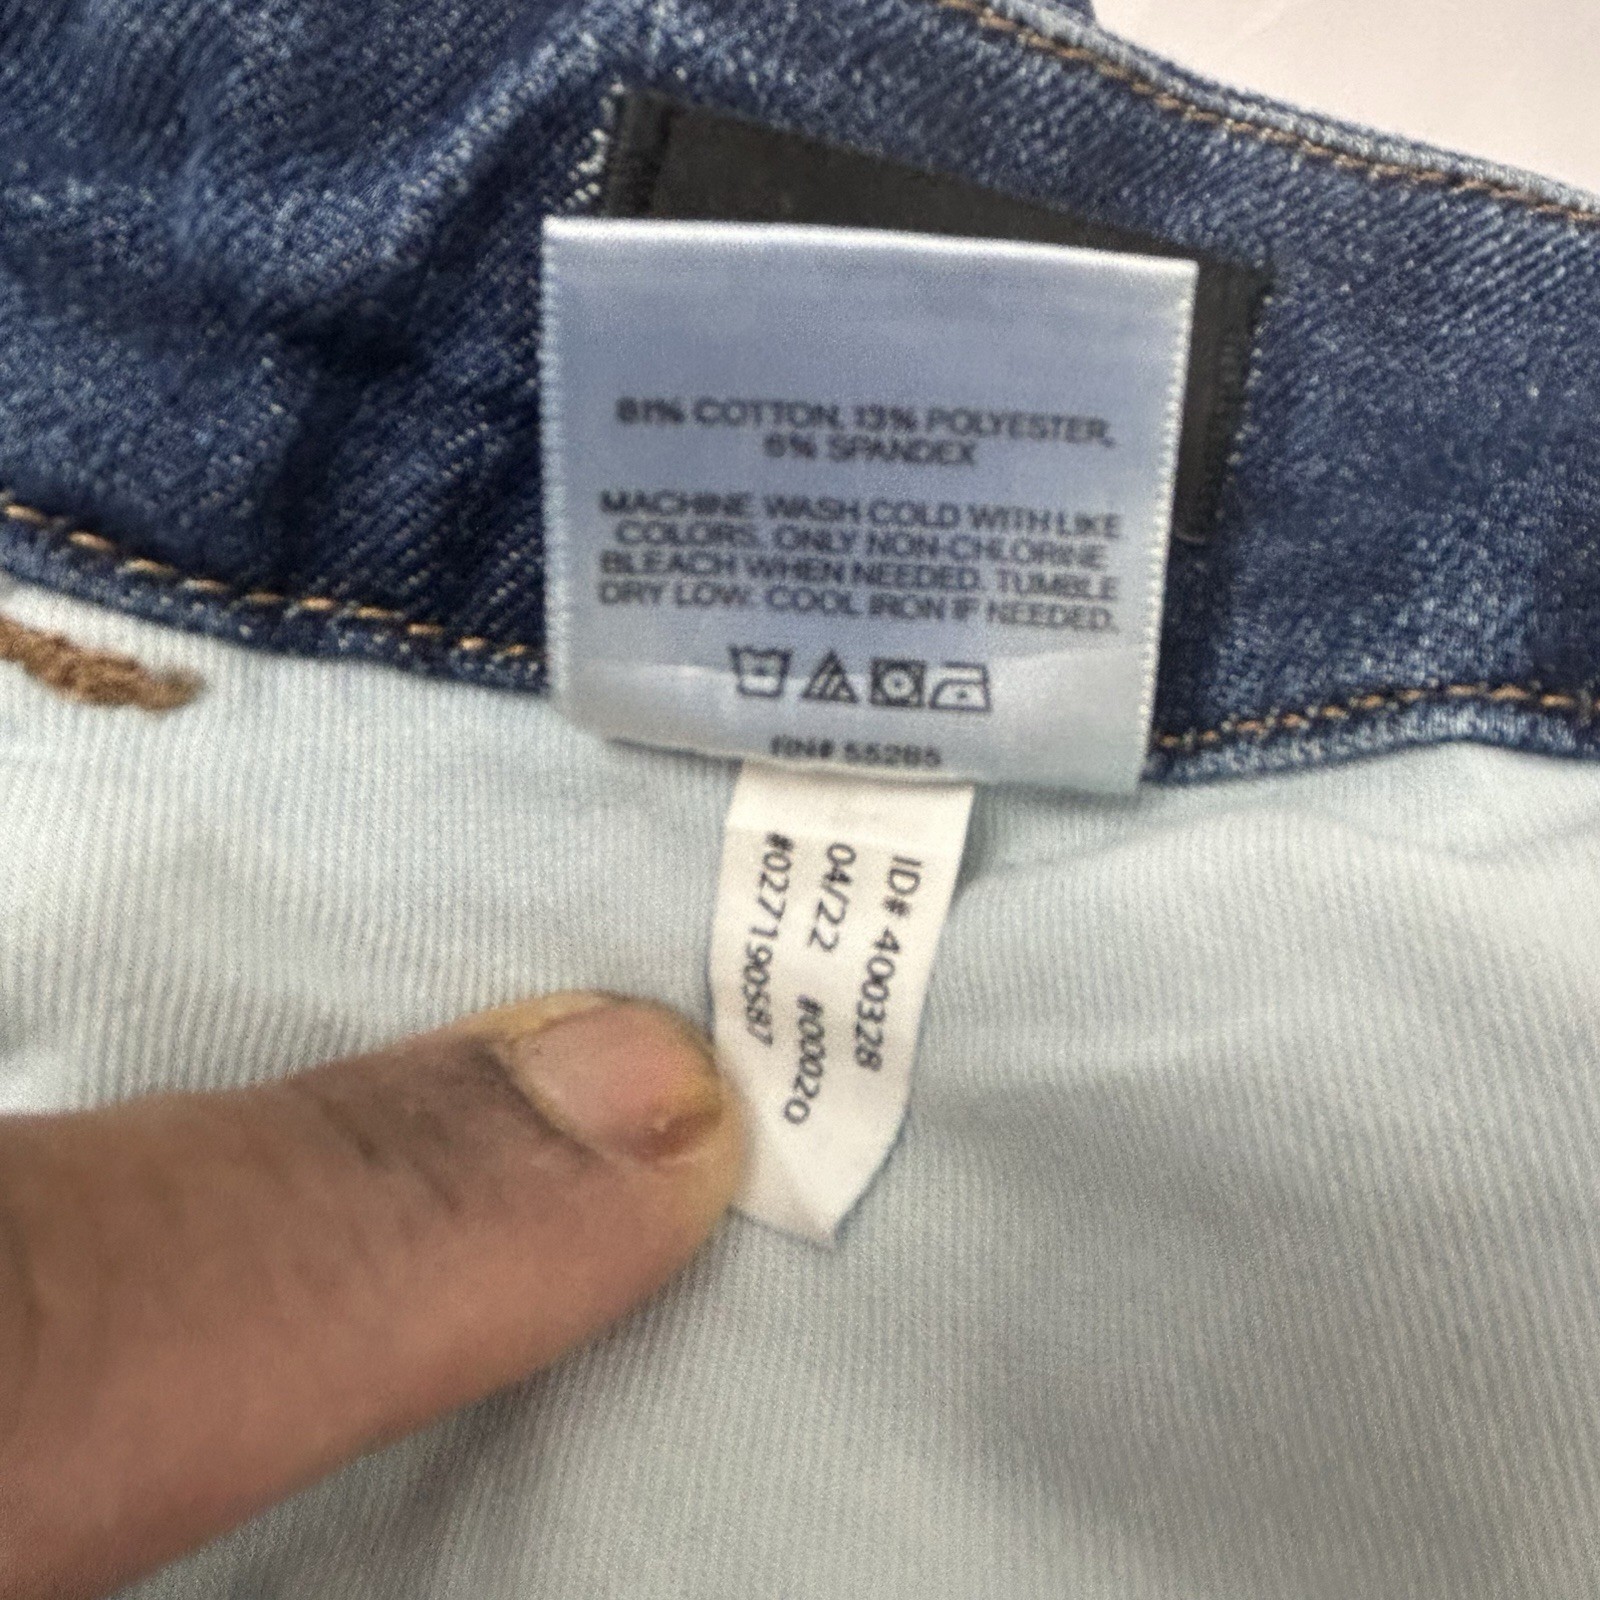 81% COTTON, 13% POLYESTER,
6% SPANDEX
MACHINE WASH COLD WITH LIKE
COLORS. ONLY NON-CHLORINE
BLEACH WHEN NEEDED. TUMBLE
DRY LOW. COOL IRON IF NEEDED.
RN# 55285
ID# 400328
04/22 #00020
#0277190587